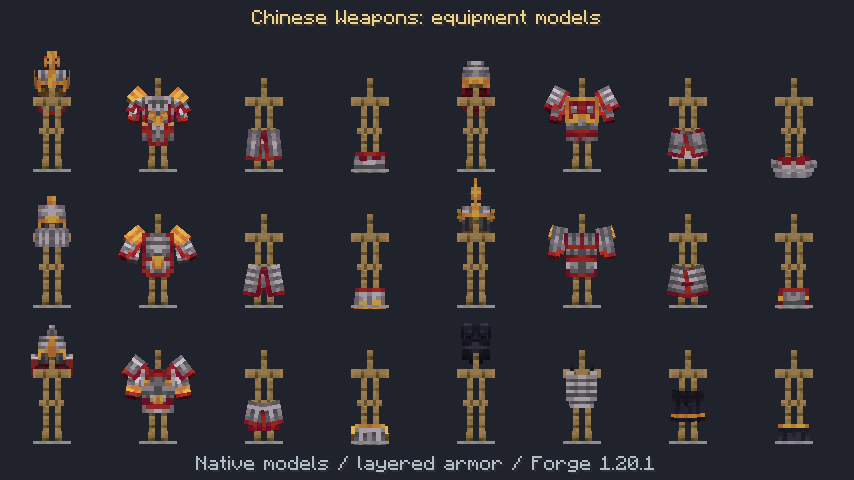 Chinese Weapons: equipment models
Native models / layered armor / Forge 1.20.1